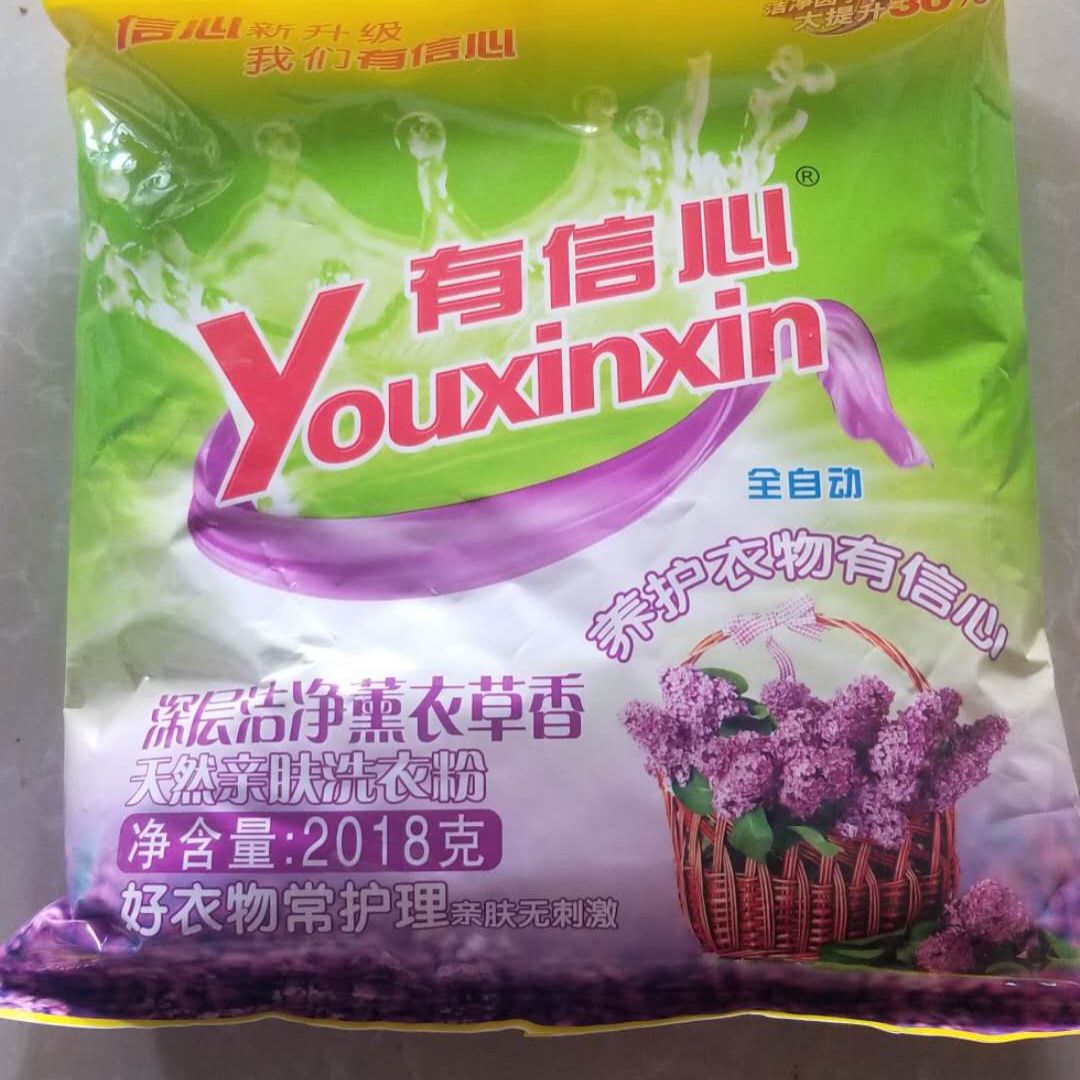 信心新升级
我们有信心
大提升30%
有信心®
Youxinxin
全自动
养护衣物有信心
深层洁净薰衣草香
天然亲肤洗衣粉
净含量:2018克
好衣物常护理亲肤无刺激